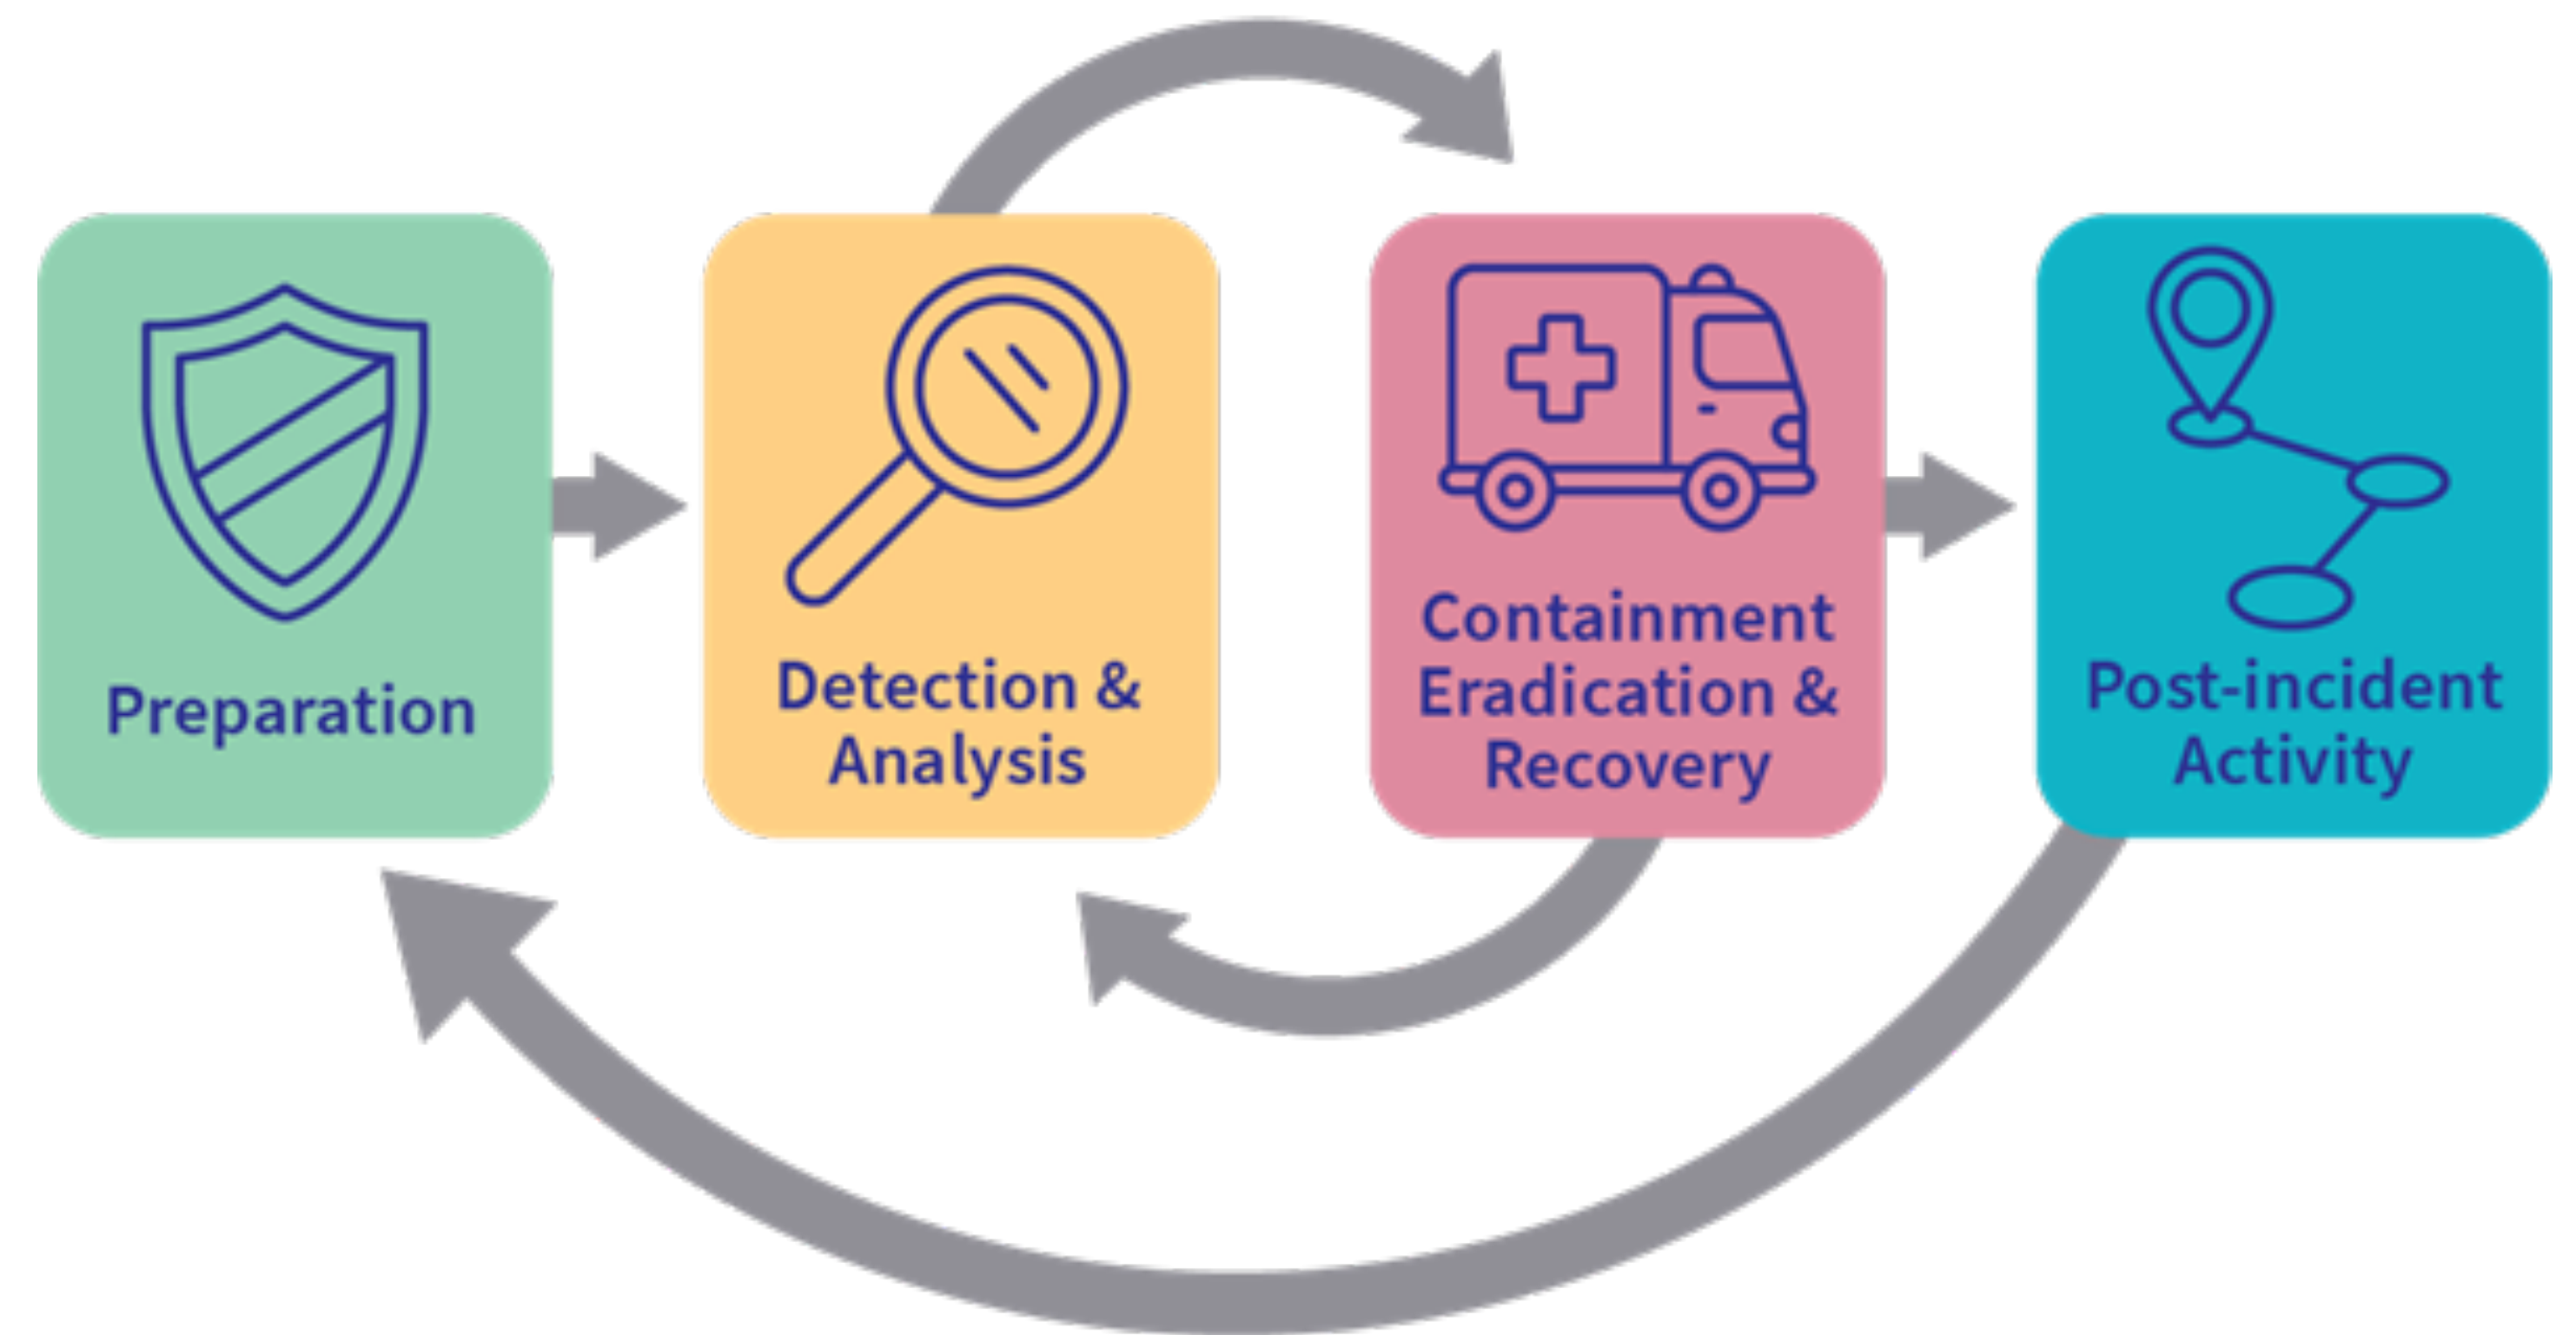 Preparation
Detection &
Analysis
Containment
Eradication &
Recovery
Post-incident
Activity